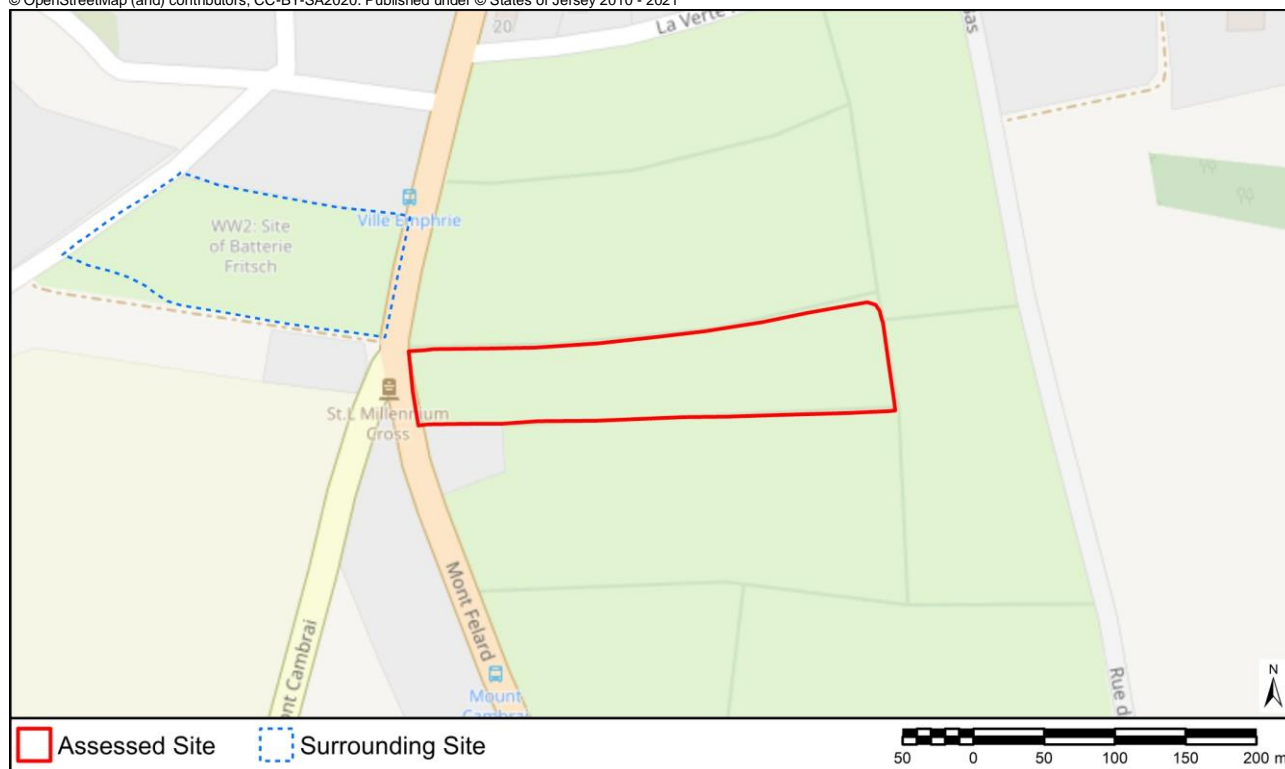 © OpenStreetMap (and) contributors, CC-BY-SA2020. Published under © States of Jersey 2010 - 2021
20
La Verte
WW2: Site
of Batterie
Fritsch
Ville Emphrie
St.L Millennium
Cross
Mont Felard
ont Cambrai
Mount
Rue d
N
Assessed Site
Surrounding Site
50 0 50 100 150 200 m